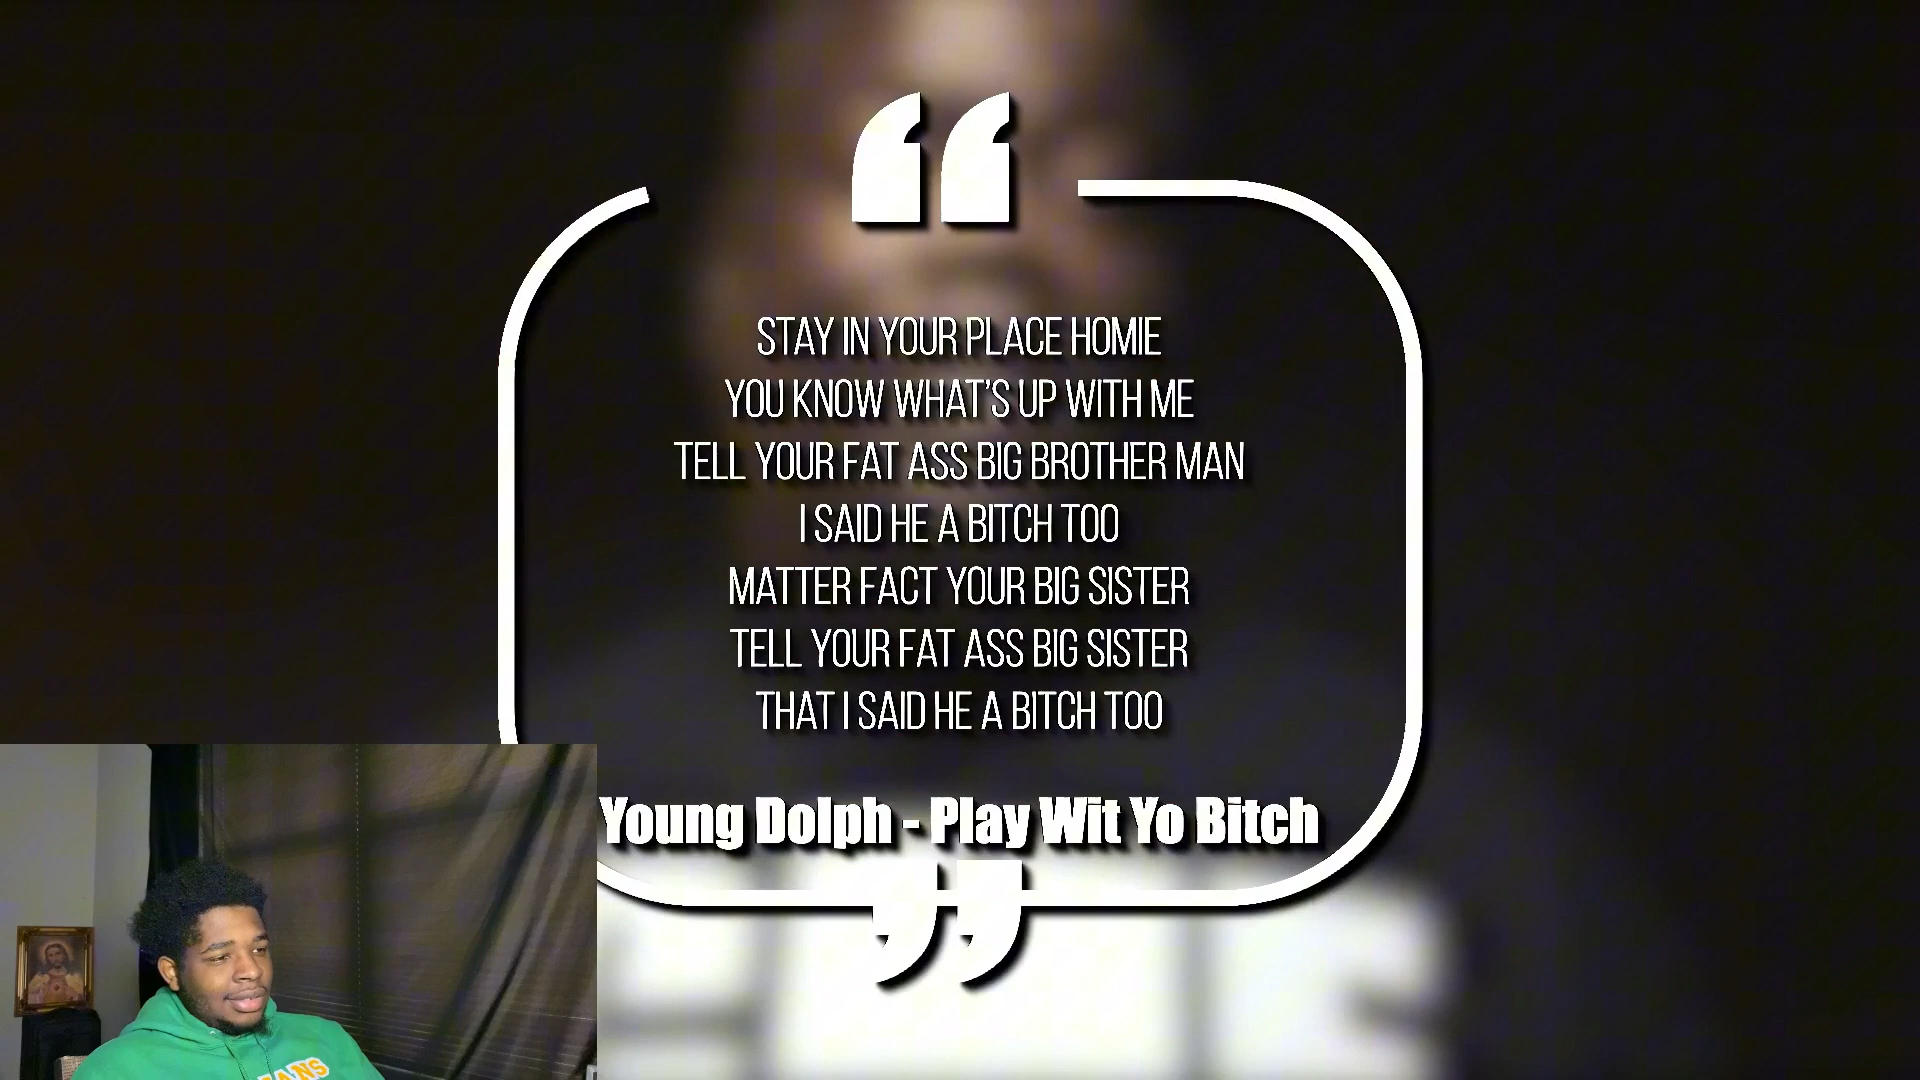 STAY IN YOUR PLACE HOMIE
YOU KNOW WHAT'S UP WITH ME
TELL YOUR FAT ASS BIG BROTHER MAN
I SAID HE A BITCH TOO
MATTER FACT YOUR BIG SISTER
TELL YOUR FAT ASS BIG SISTER
THAT I SAID HE A BITCH TOO
Young Dolph - Play Wit Yo Bitch